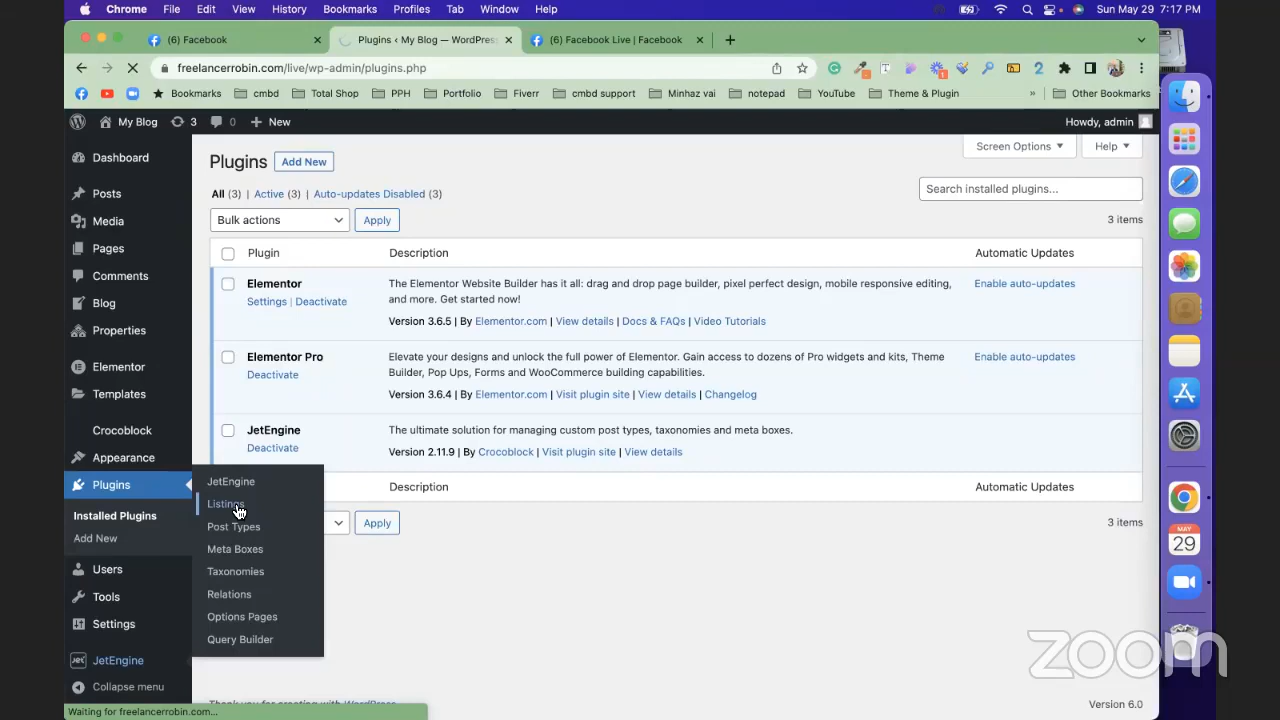 Chrome File Edit View History Bookmarks Profiles Tab Window Help Sun May 29 7:17 PM
(6) Facebook Plugins ‹ My Blog — WordPress (6) Facebook Live | Facebook
freelancerrobin.com/live/wp-admin/plugins.php
Bookmarks cmbd Total Shop PPH Portfolio Fiverr cmbd support Minhaz vai notepad YouTube Theme & Plugin » Other Bookmarks
My Blog 3 0 New Howdy, admin
Screen Options Help
Dashboard
Posts
Media
Pages
Comments
Blog
Properties
Elementor
Templates
Crocoblock
Appearance
Plugins
Installed Plugins
Add New
Users
Tools
Settings
JetEngine
Collapse menu
JetEngine
Listings
Post Types
Meta Boxes
Taxonomies
Relations
Options Pages
Query Builder
Plugins Add New
All (3) | Active (3) | Auto-updates Disabled (3)
Search installed plugins...
Bulk actions Apply 3 items
Plugin Description Automatic Updates
Elementor
Settings | Deactivate
The Elementor Website Builder has it all: drag and drop page builder, pixel perfect design, mobile responsive editing,
and more. Get started now!
Version 3.6.5 | By Elementor.com | View details | Docs & FAQs | Video Tutorials
Enable auto-updates
Elementor Pro
Deactivate
Elevate your designs and unlock the full power of Elementor. Gain access to dozens of Pro widgets and kits, Theme
Builder, Pop Ups, Forms and WooCommerce building capabilities.
Version 3.6.4 | By Elementor.com | Visit plugin site | View details | Changelog
Enable auto-updates
JetEngine
Deactivate
The ultimate solution for managing custom post types, taxonomies and meta boxes.
Version 2.11.9 | By Crocoblock | Visit plugin site | View details
Description Automatic Updates
Apply 3 items
Thank you for creating with WordPress
Version 6.0
Waiting for freelancerrobin.com...
MAY
29
zoom